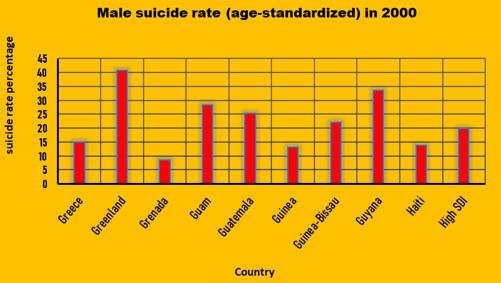 Male suicide rate (age-standardized) in 2000
suicide rate percentage
45
40
35
30
25
20
15
10
5
0
Greece
Greenland
Grenada
Guam
Guatemala
Guinea
Guinea-Bissau
Guyana
Haiti
High SDI
Country